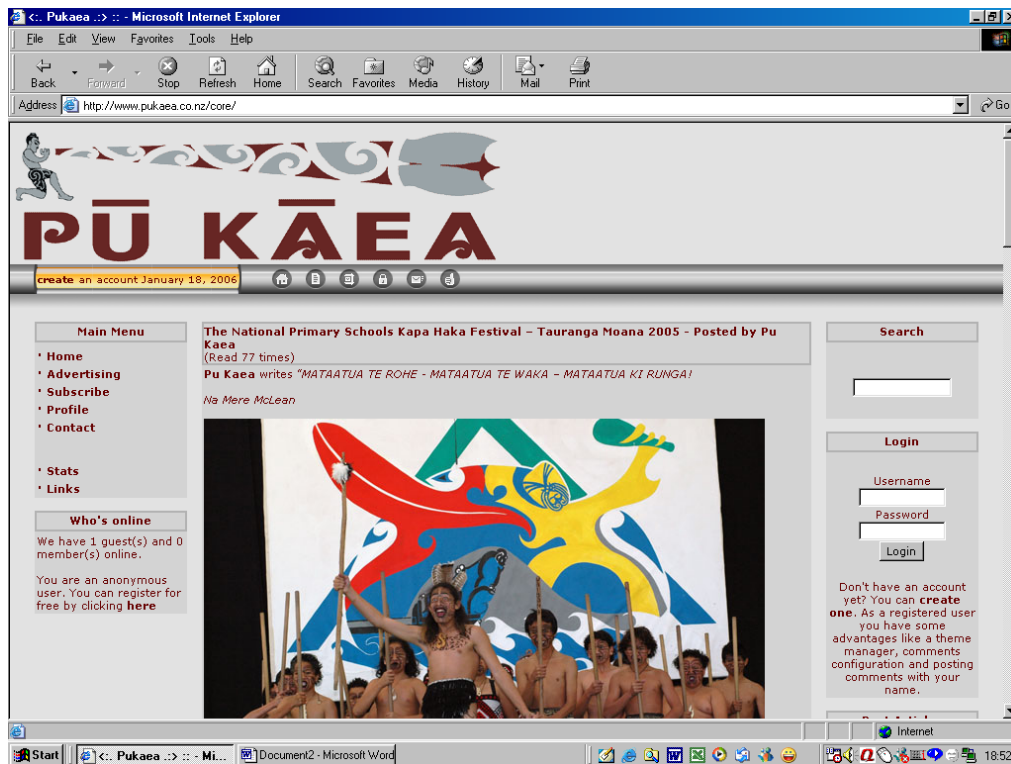 <:. Pukaea .:> :: - Microsoft Internet Explorer
File Edit View Favorites Tools Help
Back Forward Stop Refresh Home Search Favorites Media History Mail Print
Address http://www.pukaea.co.nz/core/ Go
PŪ KĀEA
create an account January 18, 2006
Main Menu
· Home
· Advertising
· Subscribe
· Profile
· Contact
· Stats
· Links
Who's online
We have 1 guest(s) and 0
member(s) online.
You are an anonymous
user. You can register for
free by clicking here
The National Primary Schools Kapa Haka Festival – Tauranga Moana 2005 - Posted by Pu
Kaea
(Read 77 times)
Pu Kaea writes "MATAATUA TE ROHE - MATAATUA TE WAKA – MATAATUA KI RUNGA!
Na Mere McLean
Search
Login
Username
Password
Login
Don't have an account
yet? You can create
one. As a registered user
you have some
advantages like a theme
manager, comments
configuration and posting
comments with your
name.
Internet
Start <:. Pukaea .:> :: - Mi... Document2 - Microsoft Word 18:52